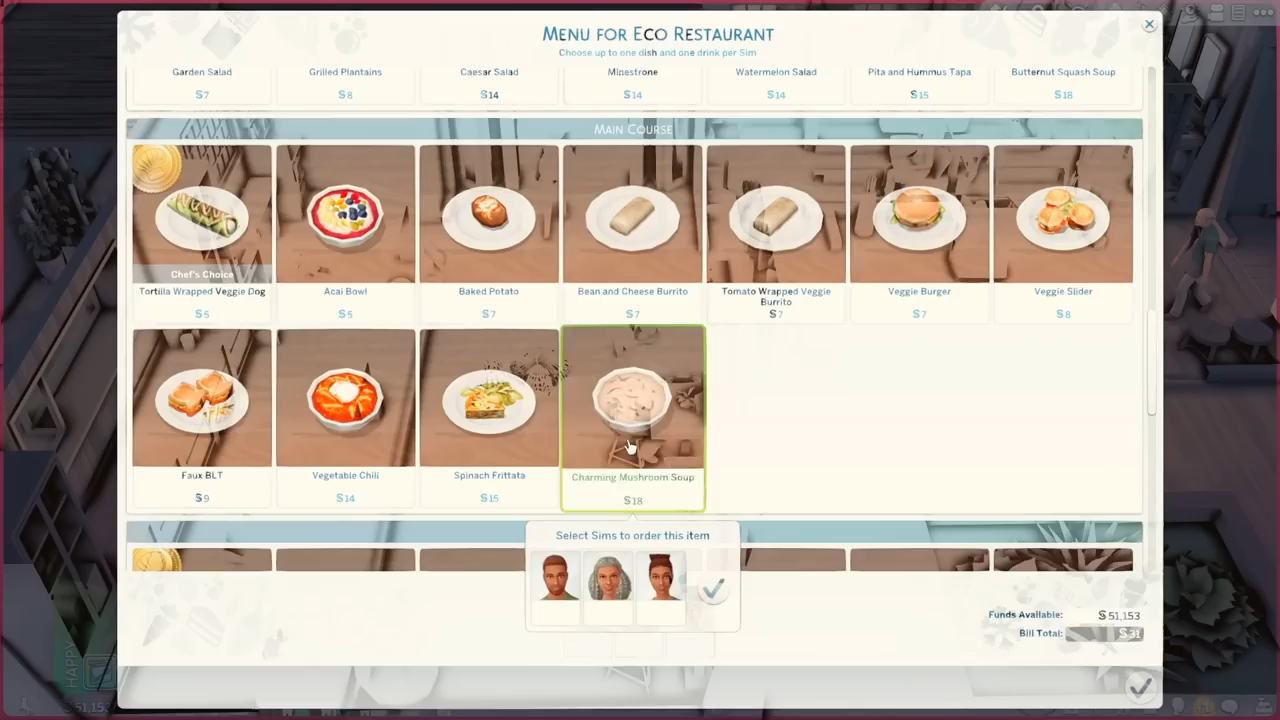 MENU FOR ECO RESTAURANT
Choose up to one dish and one drink per Sim
Garden Salad
§7
Grilled Plantains
§8
Caesar Salad
§14
Minestrone
§14
Watermelon Salad
§14
Pita and Hummus Tapa
§15
Butternut Squash Soup
§18
MAIN COURSE
Chef's Choice
Tortilla Wrapped Veggie Dog
§5
Acai Bowl
§5
Baked Potato
§7
Bean and Cheese Burrito
§7
Tomato Wrapped Veggie
Burrito
§7
Veggie Burger
§7
Veggie Slider
§8
Faux BLT
§9
Vegetable Chili
§14
Spinach Frittata
§15
Charming Mushroom Soup
§18
Select Sims to order this item
Funds Available: §51,153
Bill Total: §31
HAPPY
§51,153